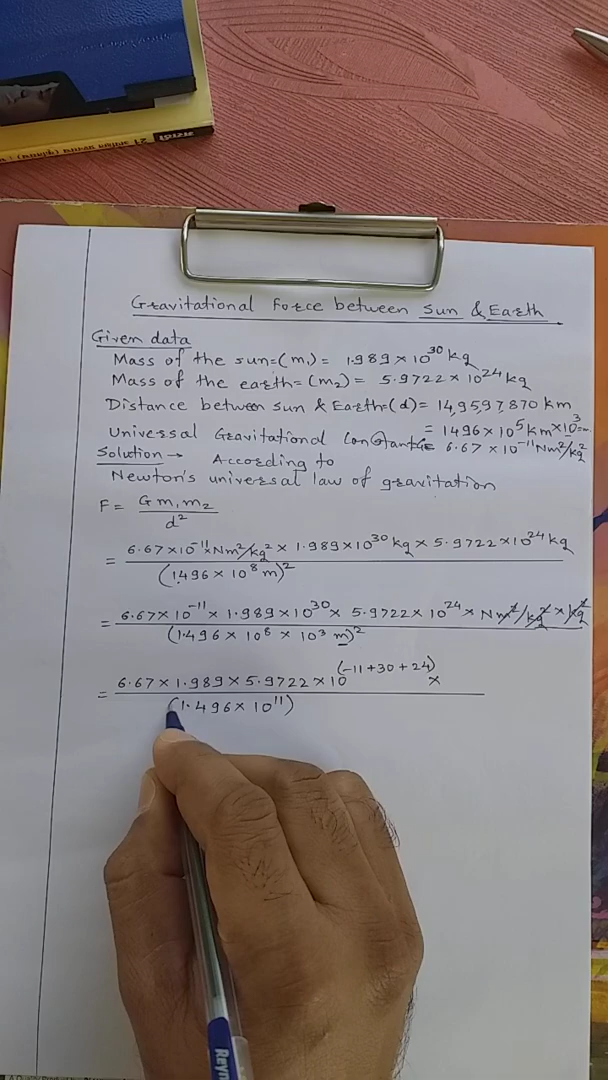 Gravitational Force between Sun & Earth
Given data
Mass of the sun=(m₁)= 1.989 × 10³⁰ kg
Mass of the earth=(m₂) = 5.9722 × 10²⁴ kg
Distance between Sun & Earth=(d)= 14,9597,870 km
= 1496 × 10⁵ km × 10³ m
Universal Gravitational Constant= 6.67 × 10⁻¹¹ Nm²/kg²
Solution → According to
Newton's universal law of gravitation
F = G m₁ m₂ / d²
= 6.67 × 10⁻¹¹ × Nm²/kg² × 1.989 × 10³⁰ kg × 5.9722 × 10²⁴ kg
(1496 × 10⁸ m)²
= 6.67 × 10⁻¹¹ × 1.989 × 10³⁰ × 5.9722 × 10²⁴ × Nm²/kg² × kg²
(1.496 × 10⁸ × 10³ m)²
= 6.67 × 1.989 × 5.9722 × 10^(-11+30+24) ×
(1.496 × 10¹¹)
Reyn